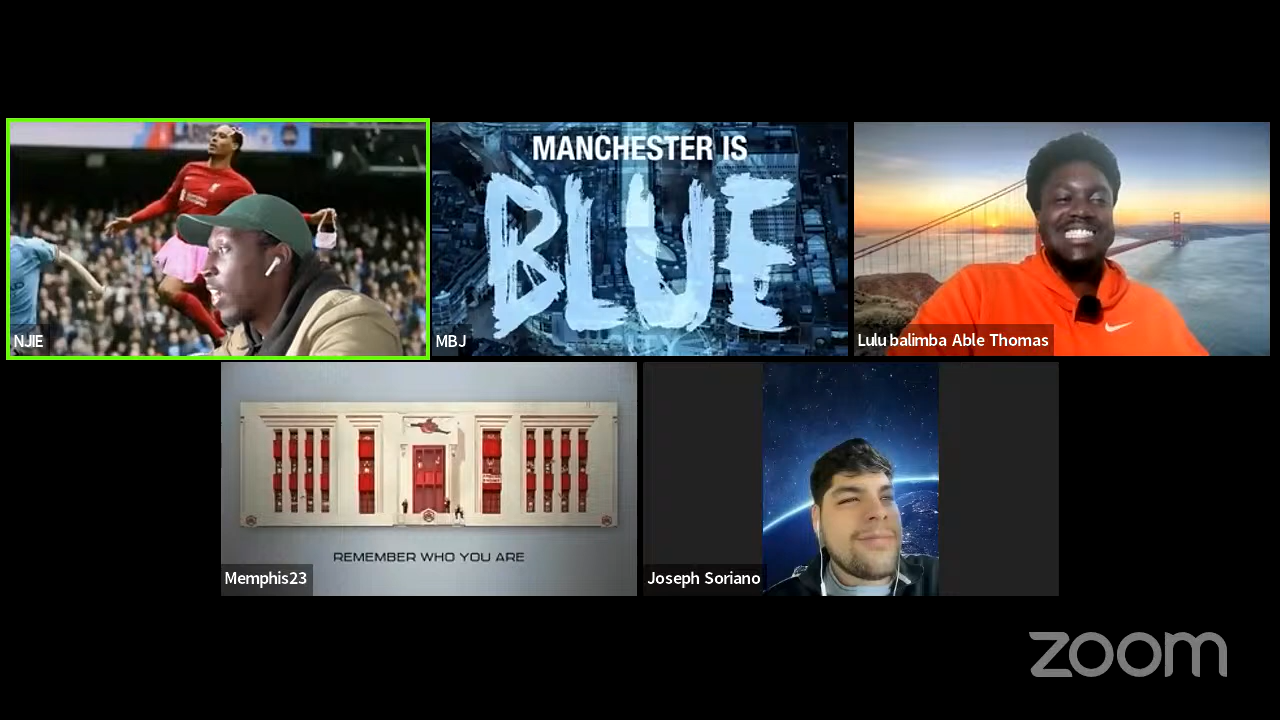 MANCHESTER IS
BLUE
NJIE
MBJ
Lulu balimba Able Thomas
REMEMBER WHO YOU ARE
Memphis23
Joseph Soriano
zoom